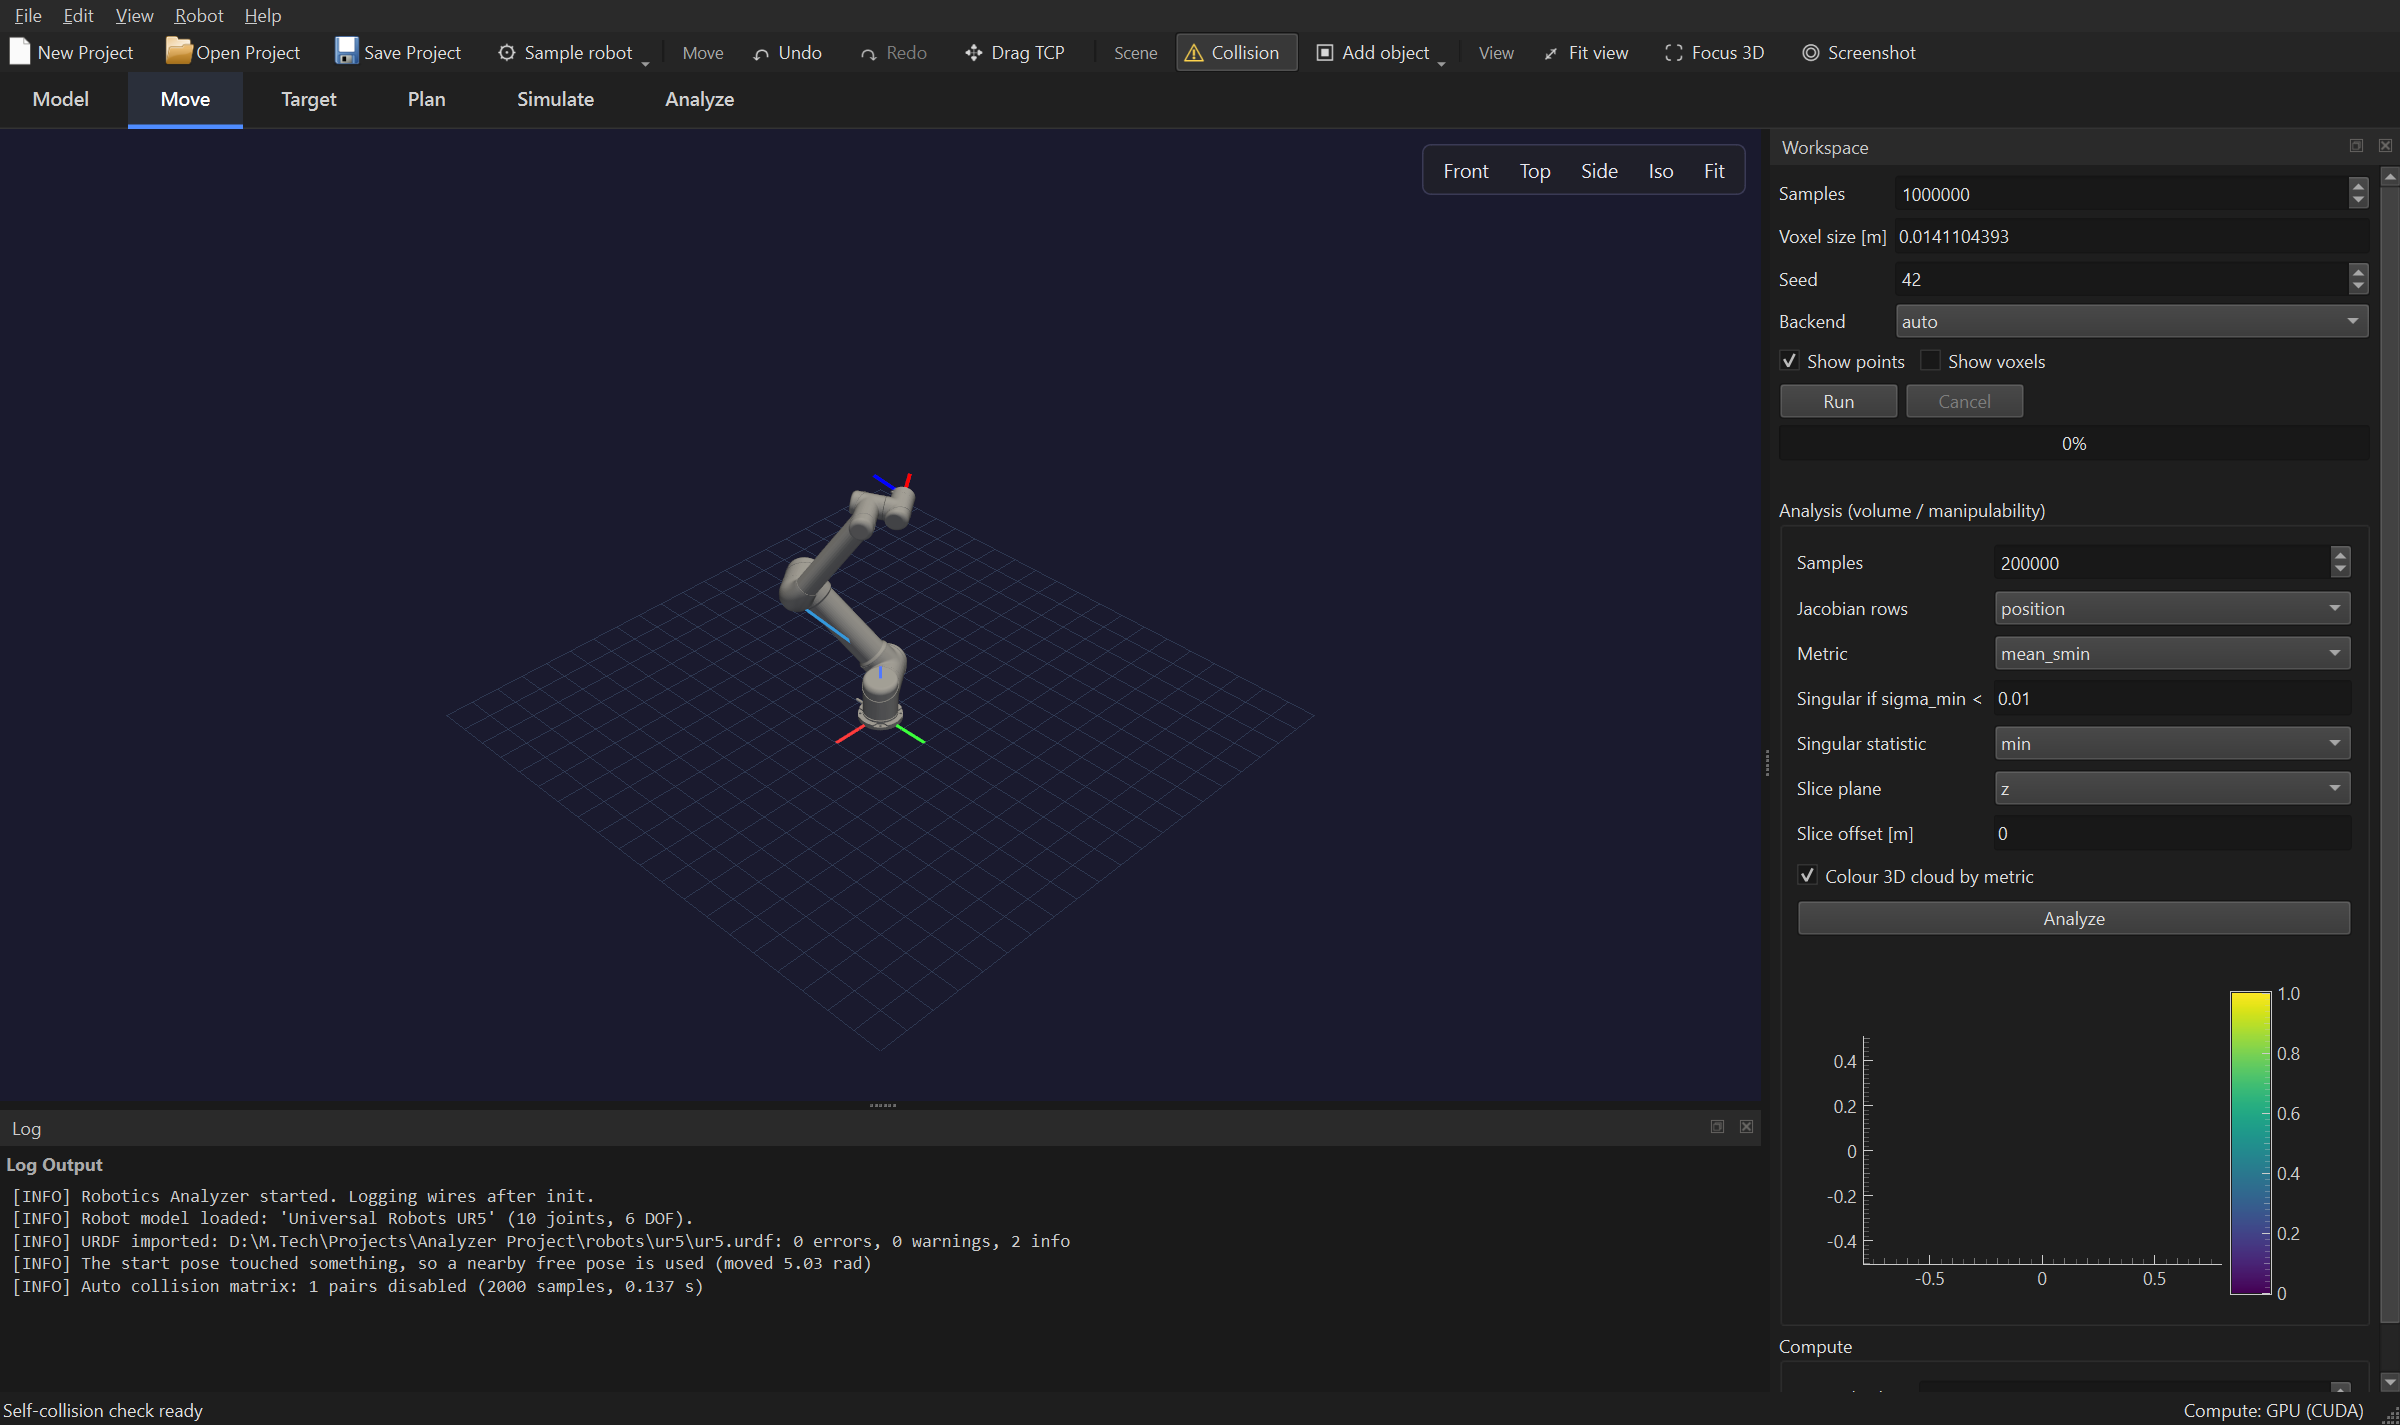 File Edit View Robot Help
New Project Open Project Save Project Sample robot Move Undo Redo Drag TCP Scene Collision Add object View Fit view Focus 3D Screenshot
Model Move Target Plan Simulate Analyze
Front Top Side Iso Fit
Workspace
Samples 1000000
Voxel size [m] 0.0141104393
Seed 42
Backend auto
Show points Show voxels
Run Cancel
0%
Analysis (volume / manipulability)
Samples 200000
Jacobian rows position
Metric mean_smin
Singular if sigma_min < 0.01
Singular statistic min
Slice plane z
Slice offset [m] 0
Colour 3D cloud by metric
Analyze
1.0
0.8
0.6
0.4
0.2
0
0.4
0.2
0
-0.2
-0.4
-0.5 0 0.5
Compute
Log
Log Output
[INFO] Robotics Analyzer started. Logging wires after init.
[INFO] Robot model loaded: 'Universal Robots UR5' (10 joints, 6 DOF).
[INFO] URDF imported: D:\M.Tech\Projects\Analyzer Project\robots\ur5\ur5.urdf: 0 errors, 0 warnings, 2 info
[INFO] The start pose touched something, so a nearby free pose is used (moved 5.03 rad)
[INFO] Auto collision matrix: 1 pairs disabled (2000 samples, 0.137 s)
Self-collision check ready
Compute: GPU (CUDA)